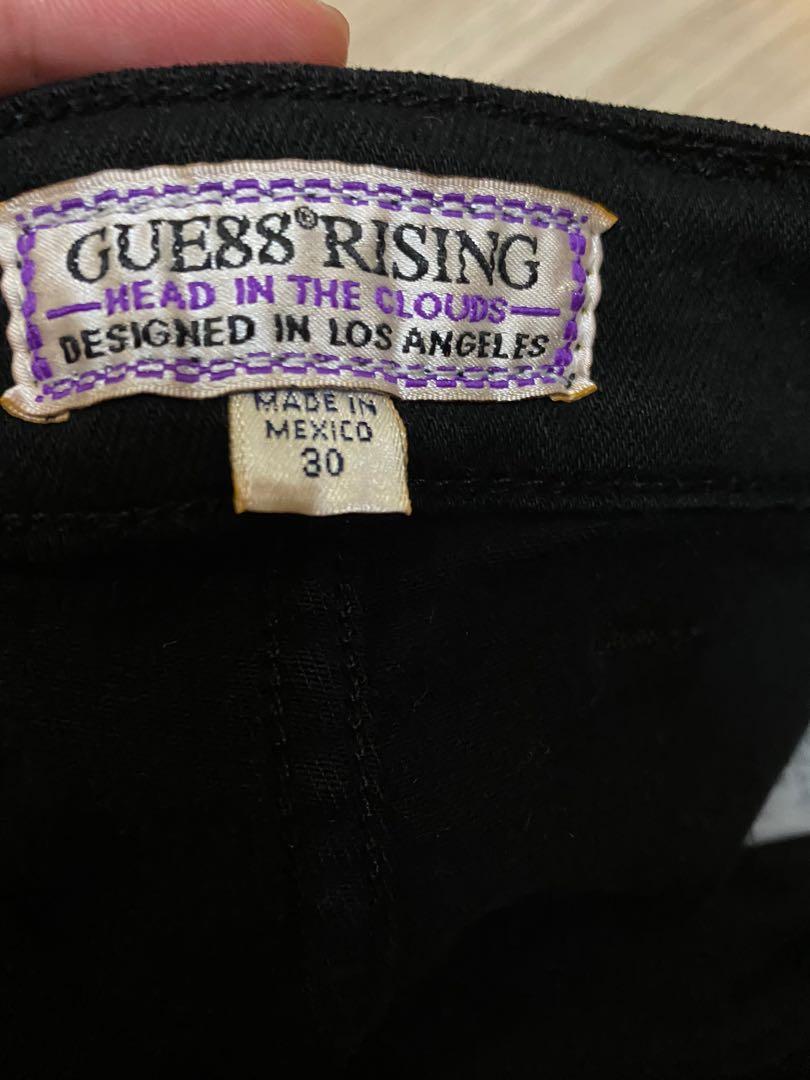 GUE88® RISING
HEAD IN THE CLOUDS
DESIGNED IN LOS ANGELES
MADE IN
MEXICO
30